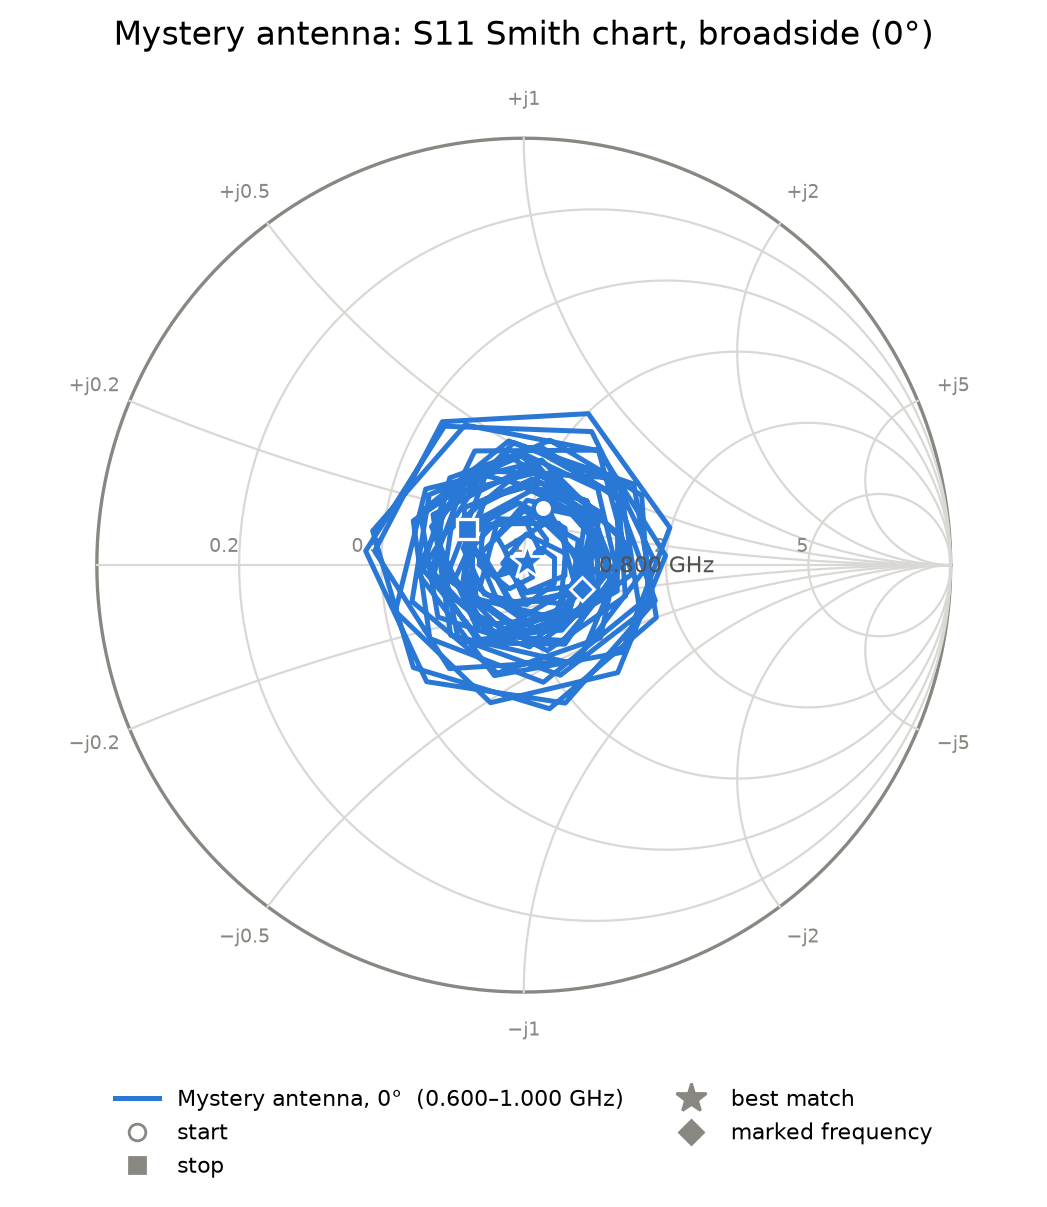 Mystery antenna: S11 Smith chart, broadside (0°)
+j1
+j0.5
+j2
+j0.2
+j5
0.2
0.
5
0.800 GHz
−j0.2
−j5
−j0.5
−j2
−j1
Mystery antenna, 0° (0.600–1.000 GHz)
start
stop
best match
marked frequency